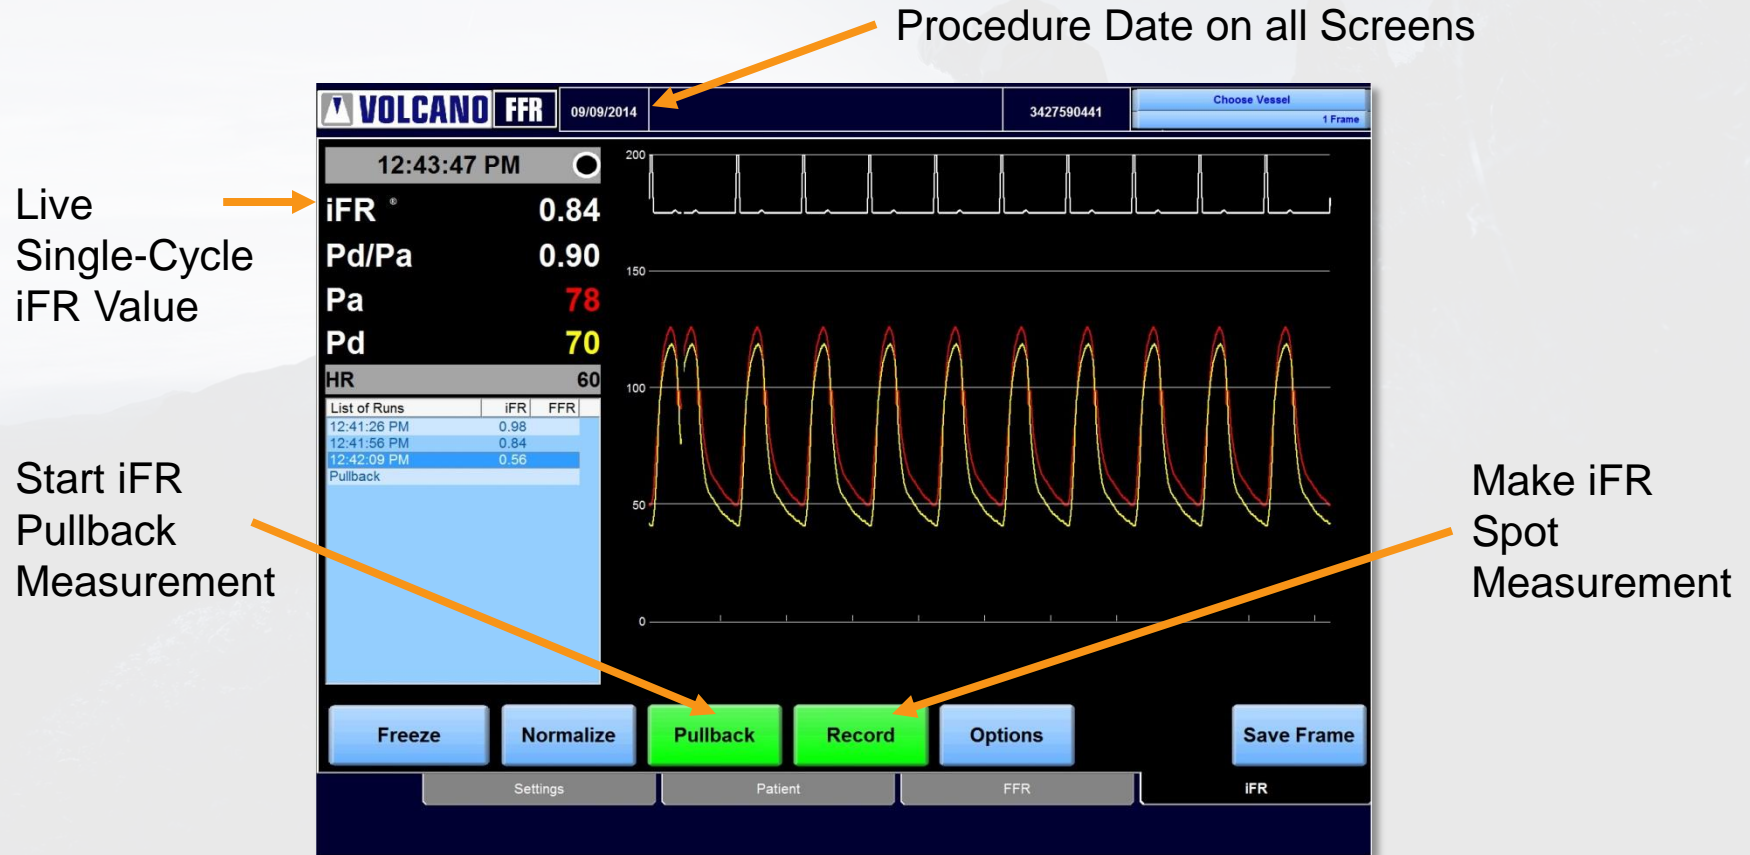 Procedure Date on all Screens
VOLCANO FFR 09/09/2014 3427590441 Choose Vessel
1 Frame
12:43:47 PM
iFR ® 0.84
Pd/Pa 0.90
Pa 78
Pd 70
HR 60
List of Runs iFR FFR
12:41:26 PM 0.98
12:41:56 PM 0.84
12:42:09 PM 0.56
Pullback
200
150
100
50
0
Live
Single-Cycle
iFR Value
Start iFR
Pullback
Measurement
Make iFR
Spot
Measurement
Freeze Normalize Pullback Record Options Save Frame
Settings Patient FFR iFR